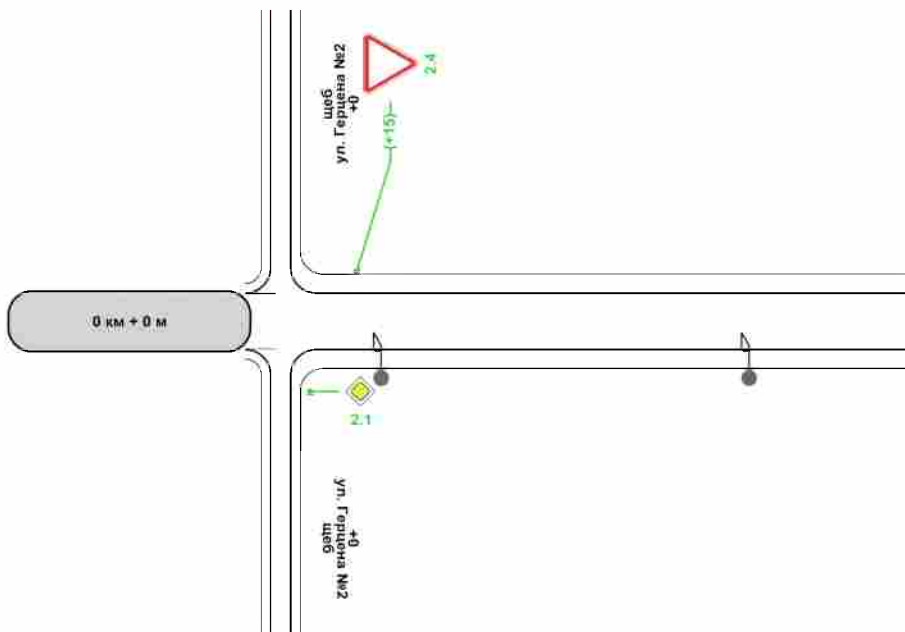 ул. Герцена №2
+0
щеб
2.4
(+15)
0 км + 0 м
2.1
ул. Герцена №2
+0
щеб